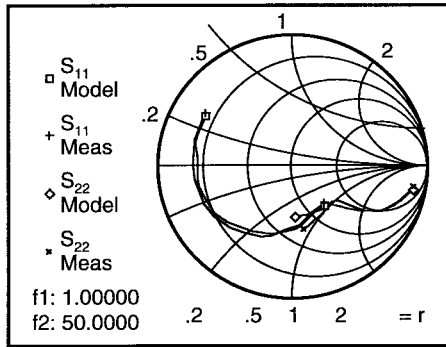 1
.5
2
.2
S11
Model
S11
Meas
S22
Model
S22
Meas
f1: 1.00000
f2: 50.0000
.2 .5 1 2 = r